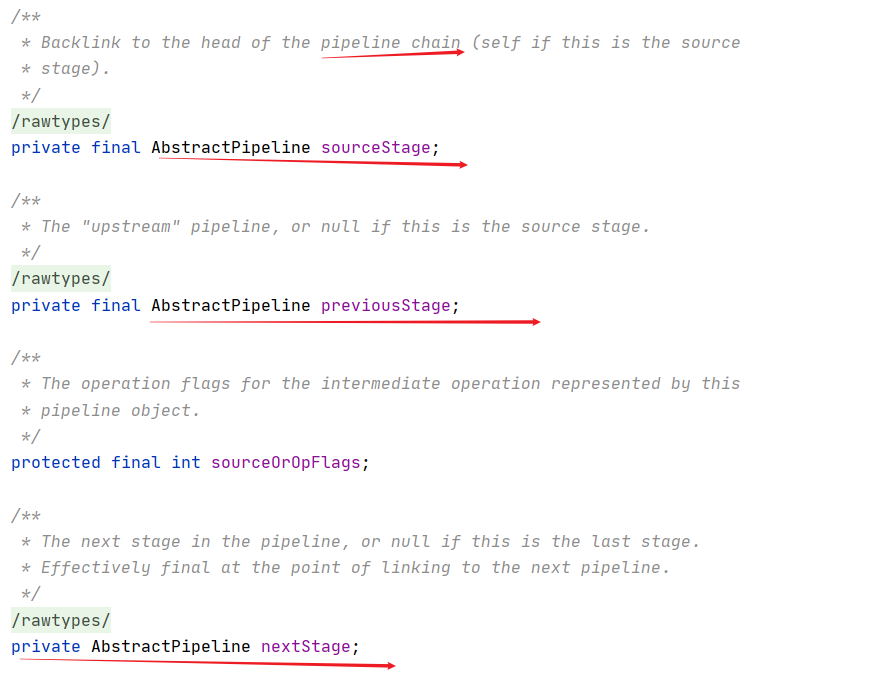 /**
 * Backlink to the head of the pipeline chain (self if this is the source
 * stage).
 */
/rawtypes/
private final AbstractPipeline sourceStage;

/**
 * The "upstream" pipeline, or null if this is the source stage.
 */
/rawtypes/
private final AbstractPipeline previousStage;

/**
 * The operation flags for the intermediate operation represented by this
 * pipeline object.
 */
protected final int sourceOrOpFlags;

/**
 * The next stage in the pipeline, or null if this is the last stage.
 * Effectively final at the point of linking to the next pipeline.
 */
/rawtypes/
private AbstractPipeline nextStage;